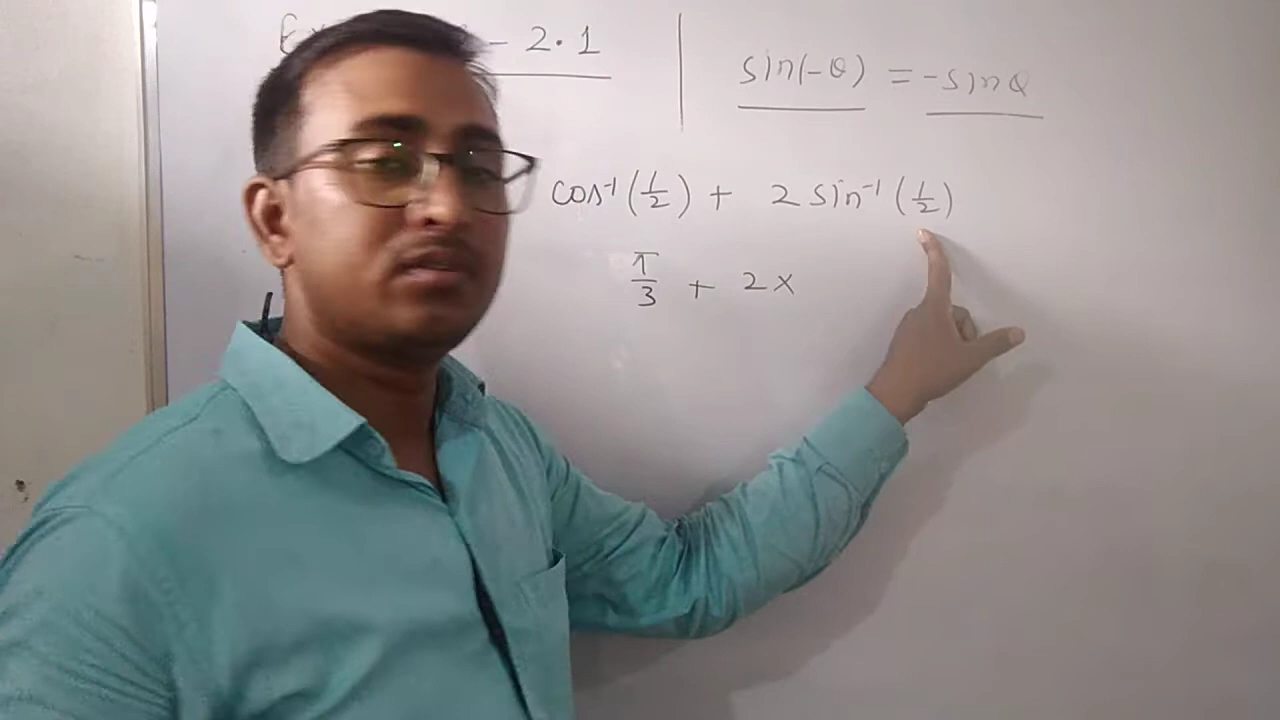 - 2.1
sin(-θ) = -sinθ
cos⁻¹(1/2) + 2 sin⁻¹(1/2)
π/3 + 2 ×